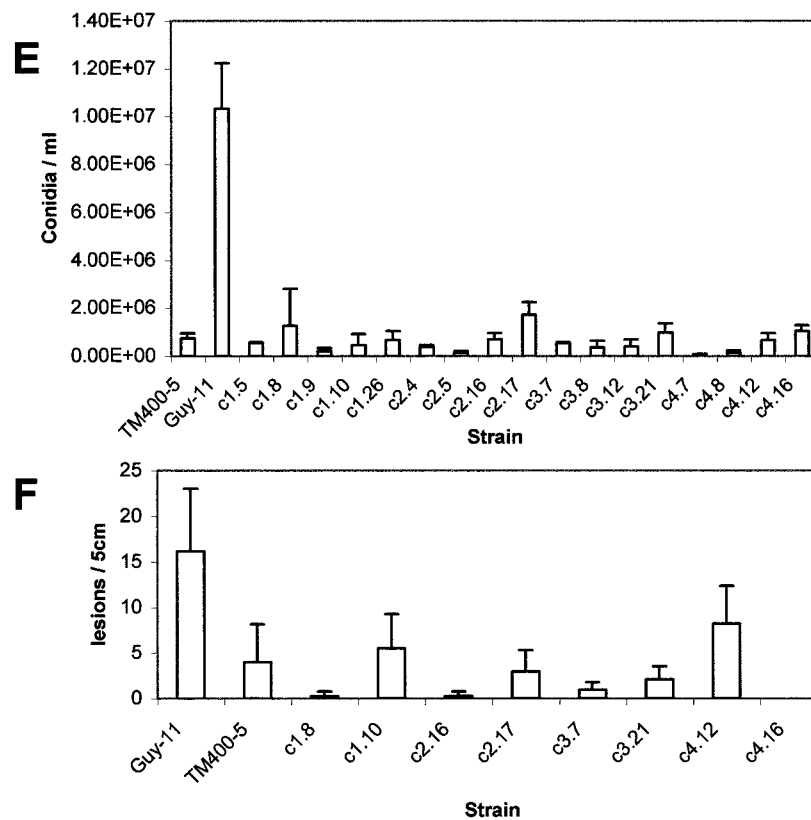 E
Conidia / ml
1.40E+07
1.20E+07
1.00E+07
8.00E+06
6.00E+06
4.00E+06
2.00E+06
0.00E+00
TM400-5
Guy-11
c1.5
c1.8
c1.9
c1.10
c1.26
c2.4
c2.5
c2.16
c2.17
c3.7
c3.8
c3.12
c3.21
c4.7
c4.8
c4.12
c4.16
Strain
F
lesions / 5cm
25
20
15
10
5
0
Guy-11
TM400-5
c1.8
c1.10
c2.16
c2.17
c3.7
c3.21
c4.12
c4.16
Strain